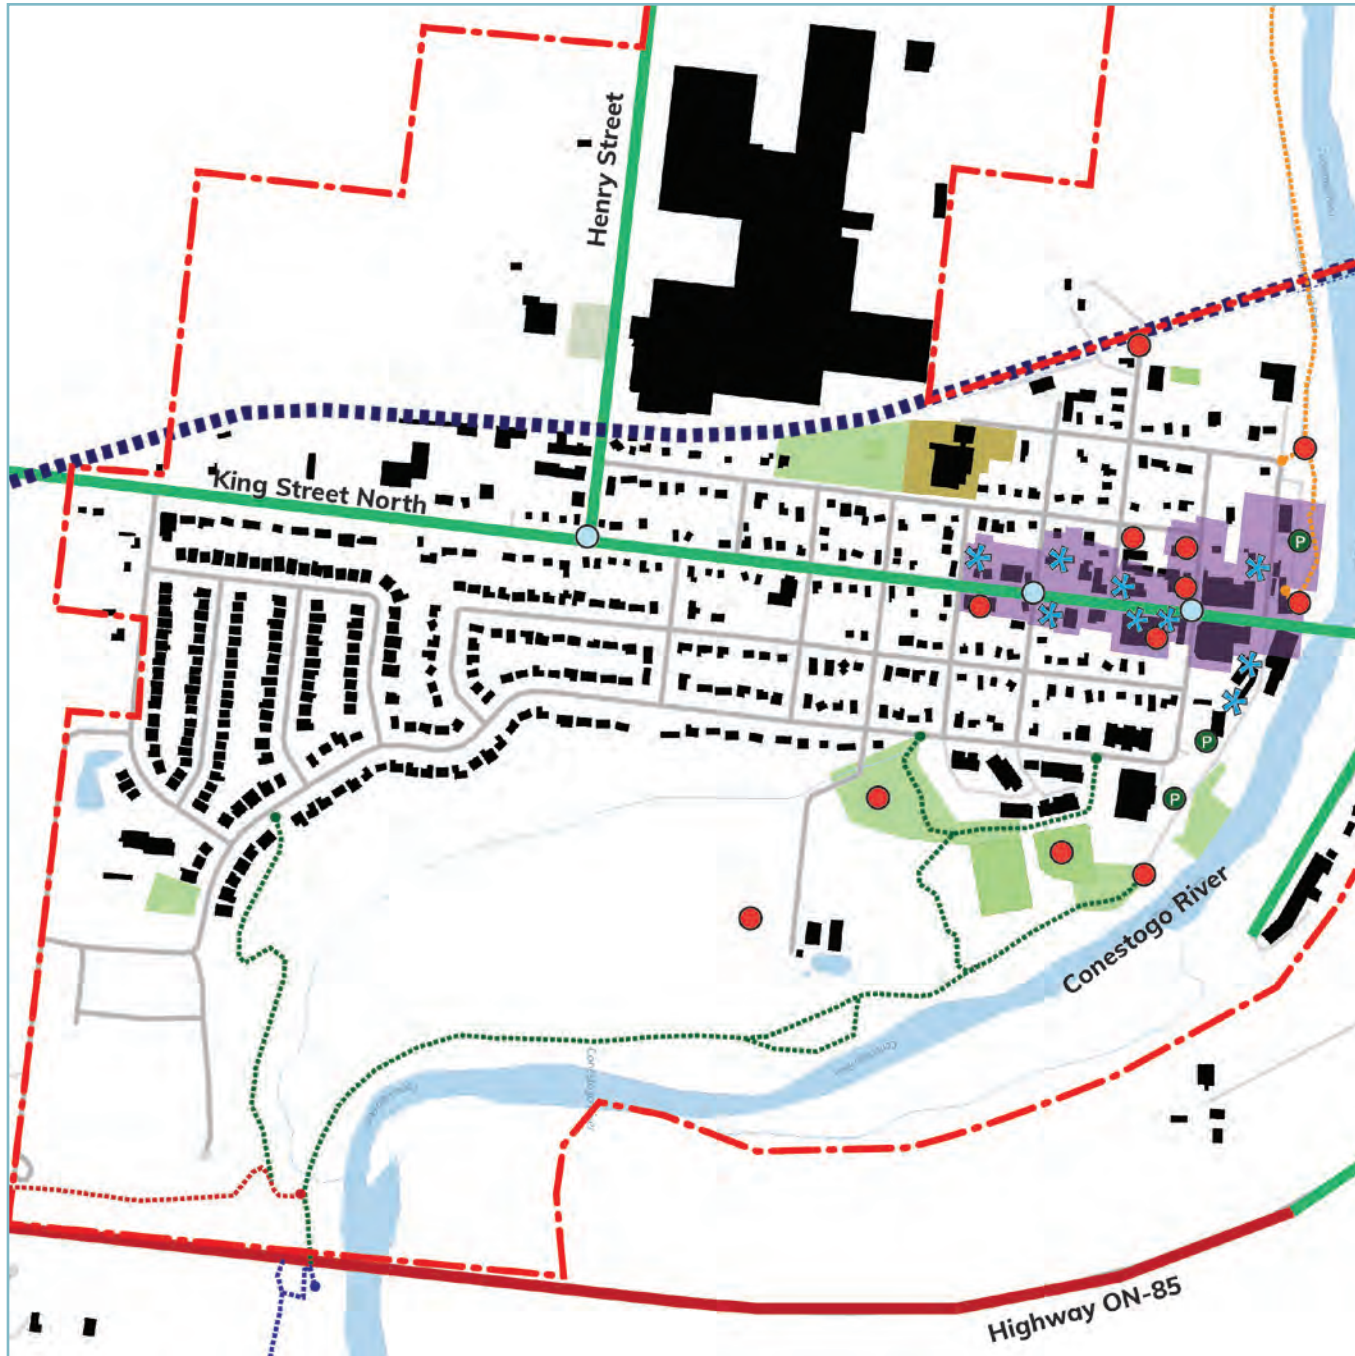 Henry Street
King Street North
P
P
P
Conestogo River
Highway ON-85